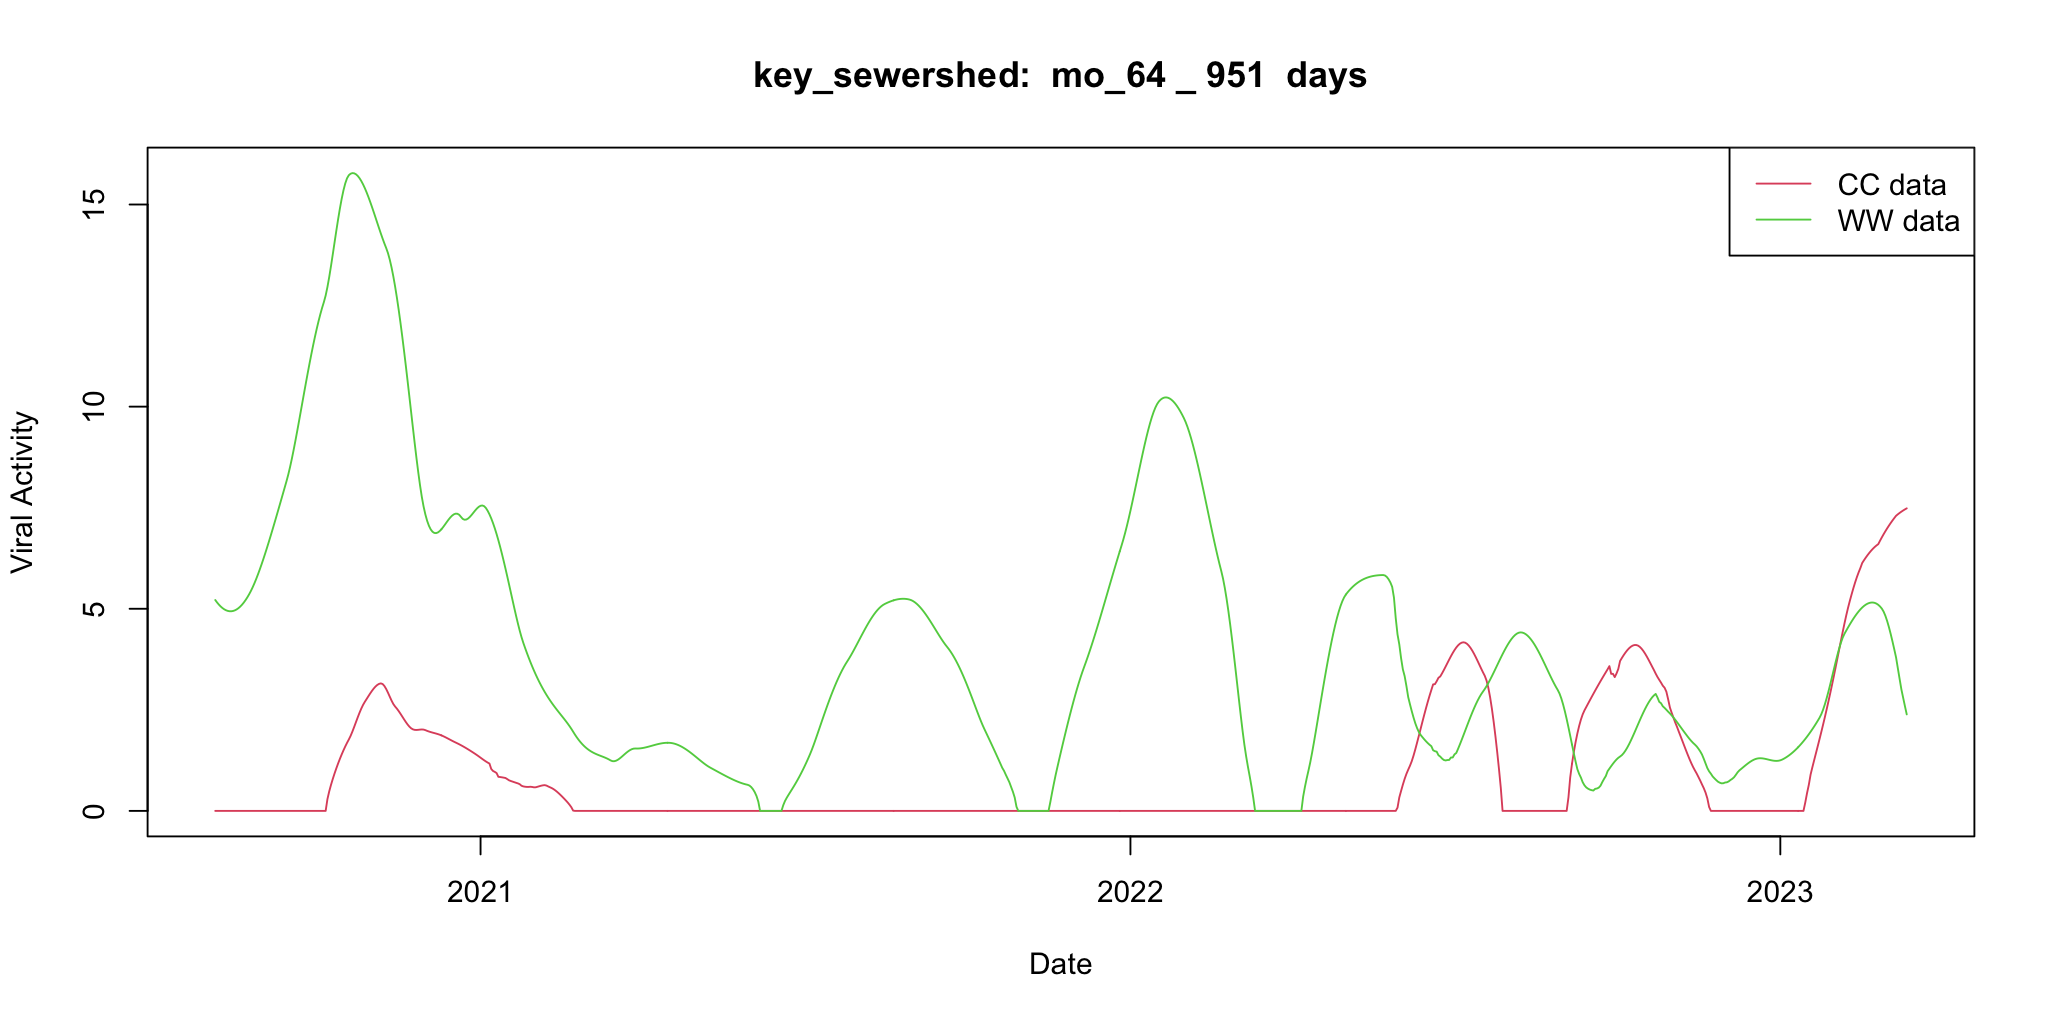 key_sewershed:  mo_64 _ 951  days
CC data
WW data
Viral Activity
15
10
5
0
2021
2022
2023
Date